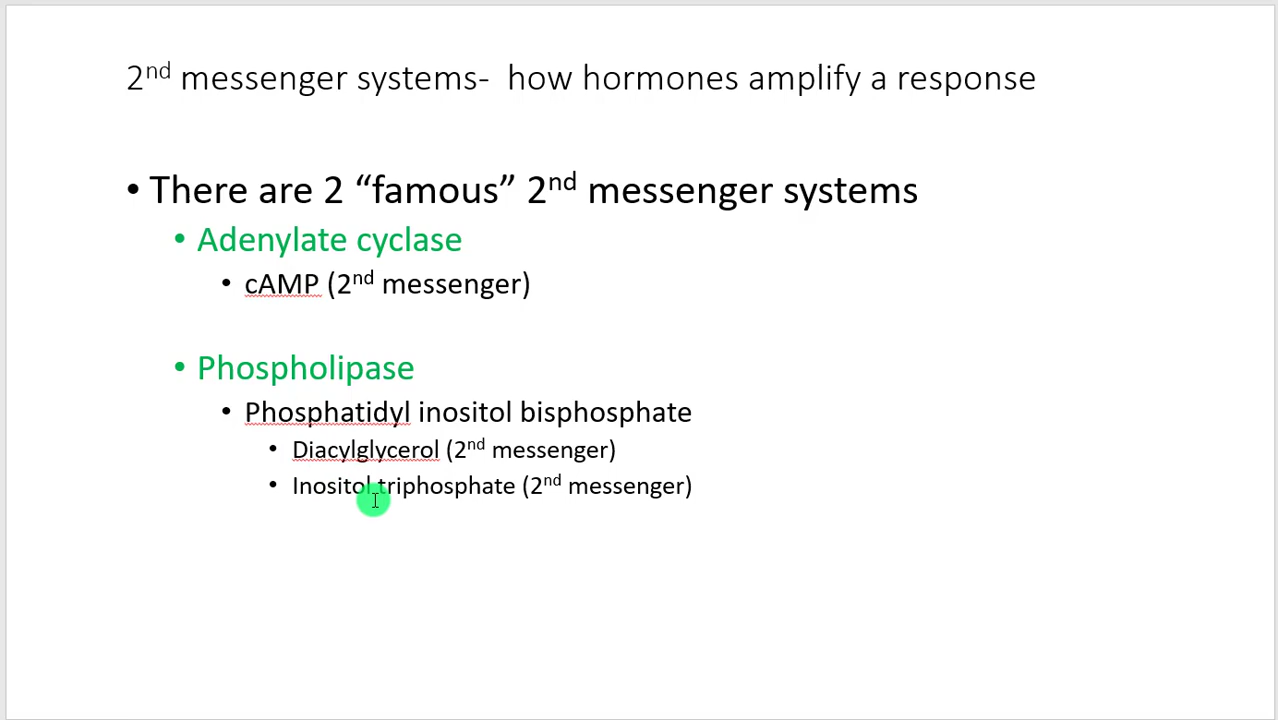 2nd messenger systems- how hormones amplify a response
• There are 2 “famous” 2nd messenger systems
• Adenylate cyclase
• cAMP (2nd messenger)
• Phospholipase
• Phosphatidyl inositol bisphosphate
• Diacylglycerol (2nd messenger)
• Inositol triphosphate (2nd messenger)